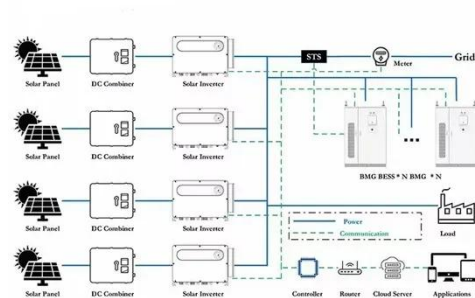 STS
Grid
Meter
Solar Panel DC Combiner Solar Inverter
Solar Panel DC Combiner Solar Inverter
BMG BESS * N BMG * N
Solar Panel DC Combiner Solar Inverter
Power
Communication
Load
Solar Panel DC Combiner Solar Inverter
Controller Router Cloud Server Applications